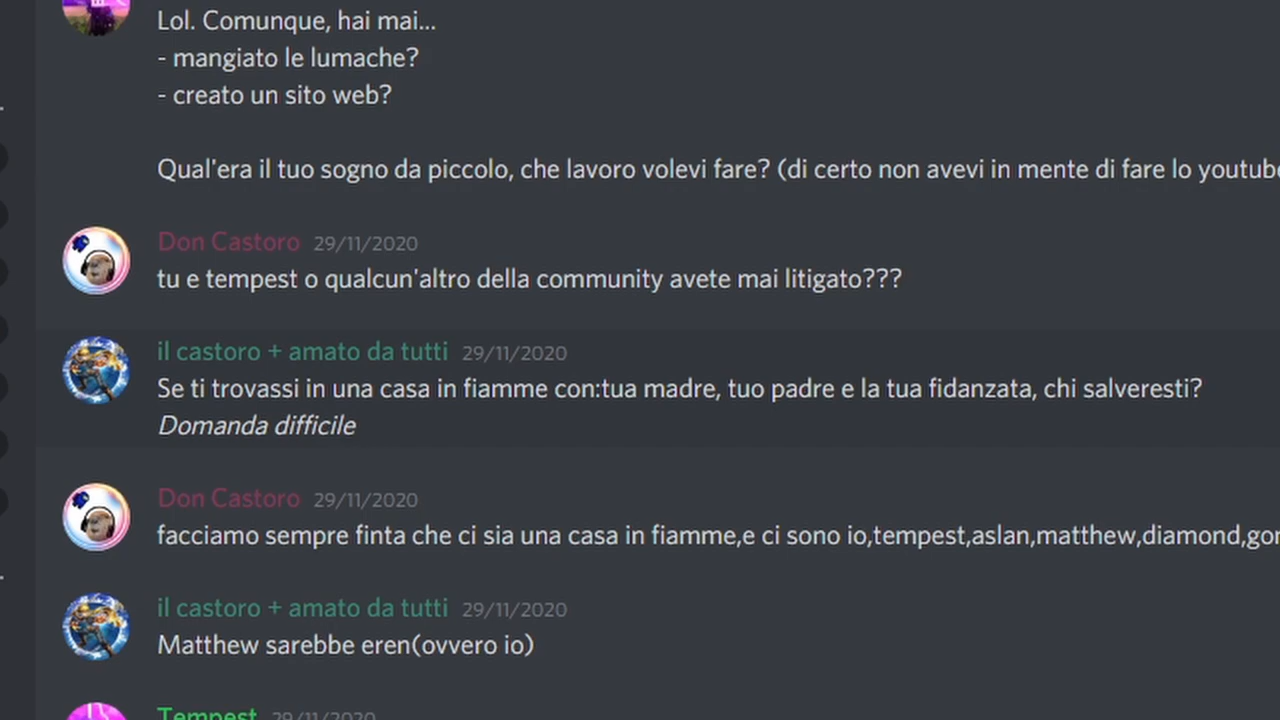 Lol. Comunque, hai mai...
- mangiato le lumache?
- creato un sito web?
Qual'era il tuo sogno da piccolo, che lavoro volevi fare? (di certo non avevi in mente di fare lo youtube
Don Castoro 29/11/2020
tu e tempest o qualcun'altro della community avete mai litigato???
il castoro + amato da tutti 29/11/2020
Se ti trovassi in una casa in fiamme con:tua madre, tuo padre e la tua fidanzata, chi salveresti?
Domanda difficile
Don Castoro 29/11/2020
facciamo sempre finta che ci sia una casa in fiamme,e ci sono io,tempest,aslan,matthew,diamond,gor
il castoro + amato da tutti 29/11/2020
Matthew sarebbe eren(ovvero io)
Tempest 29/11/2020